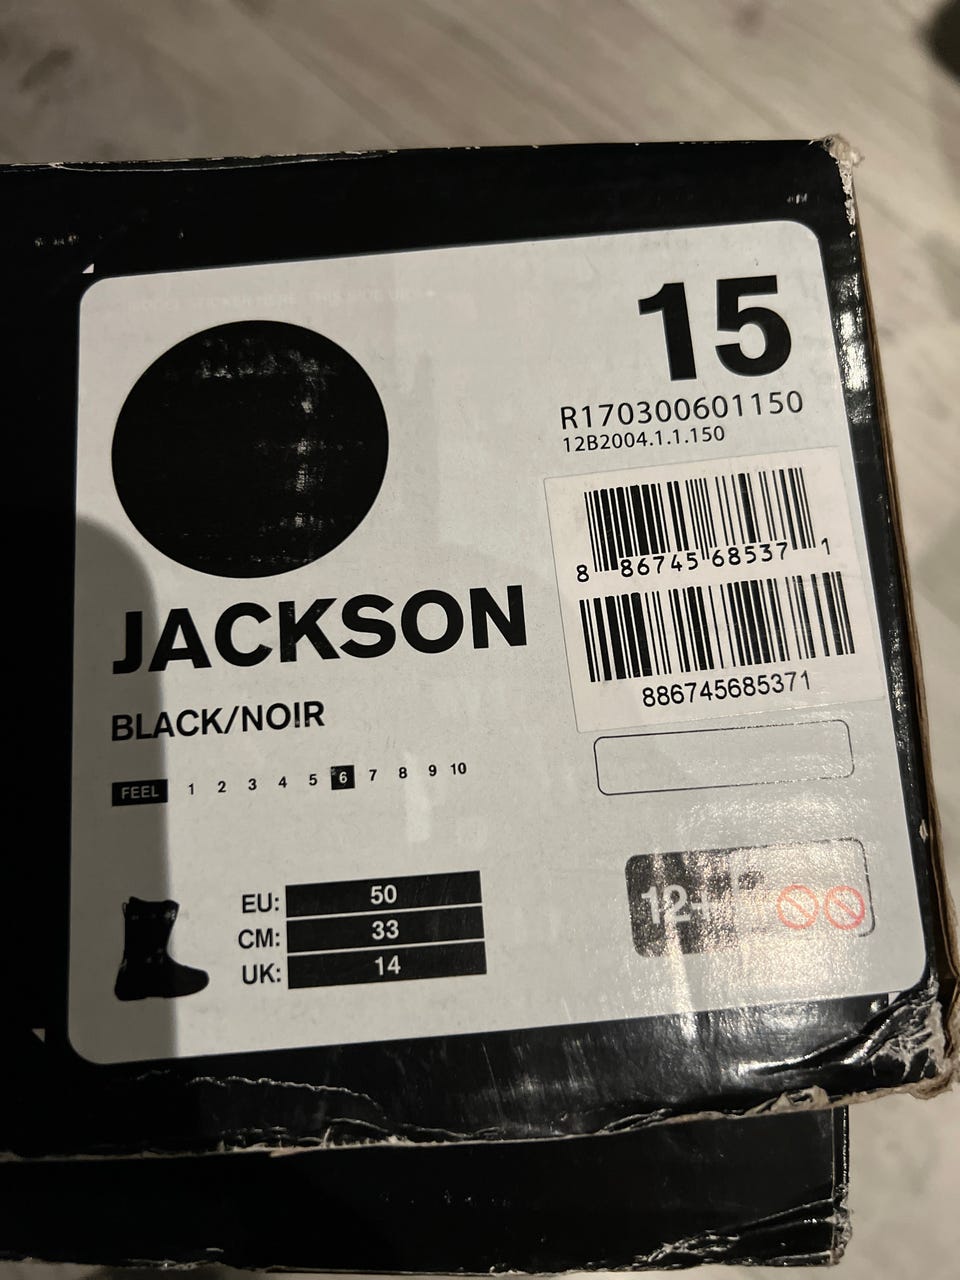 15
R170300601150
12B2004.1.1.150
8 86745 68537 1
886745685371
JACKSON
BLACK/NOIR
FEEL 1 2 3 4 5 6 7 8 9 10
EU: 50
CM: 33
UK: 14
12+